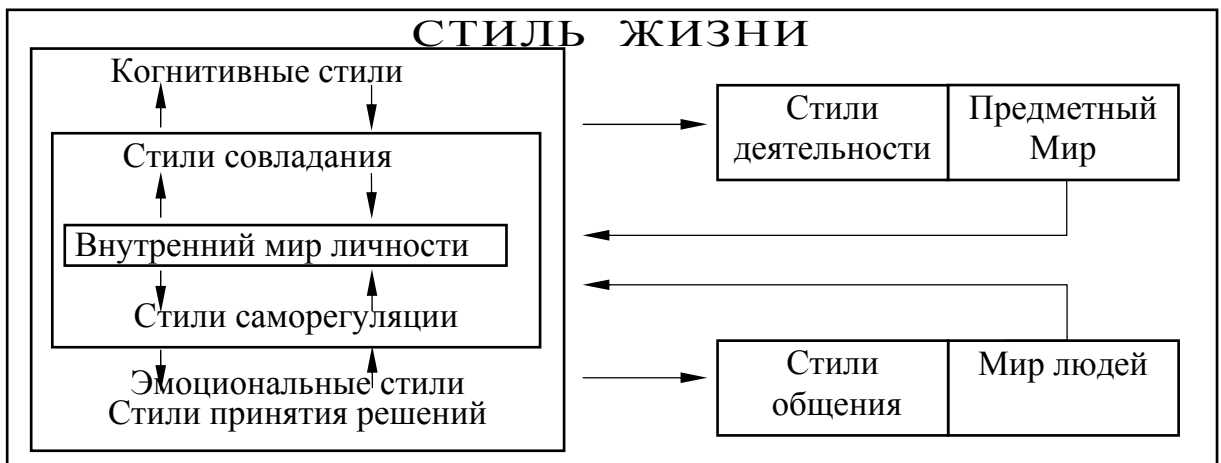 СТИЛЬ ЖИЗНИ
Когнитивные стили
Стили совладания
Внутренний мир личности
Стили саморегуляции
Эмоциональные стили
Стили принятия решений
Стили
деятельности
Предметный
Мир
Стили
общения
Мир людей